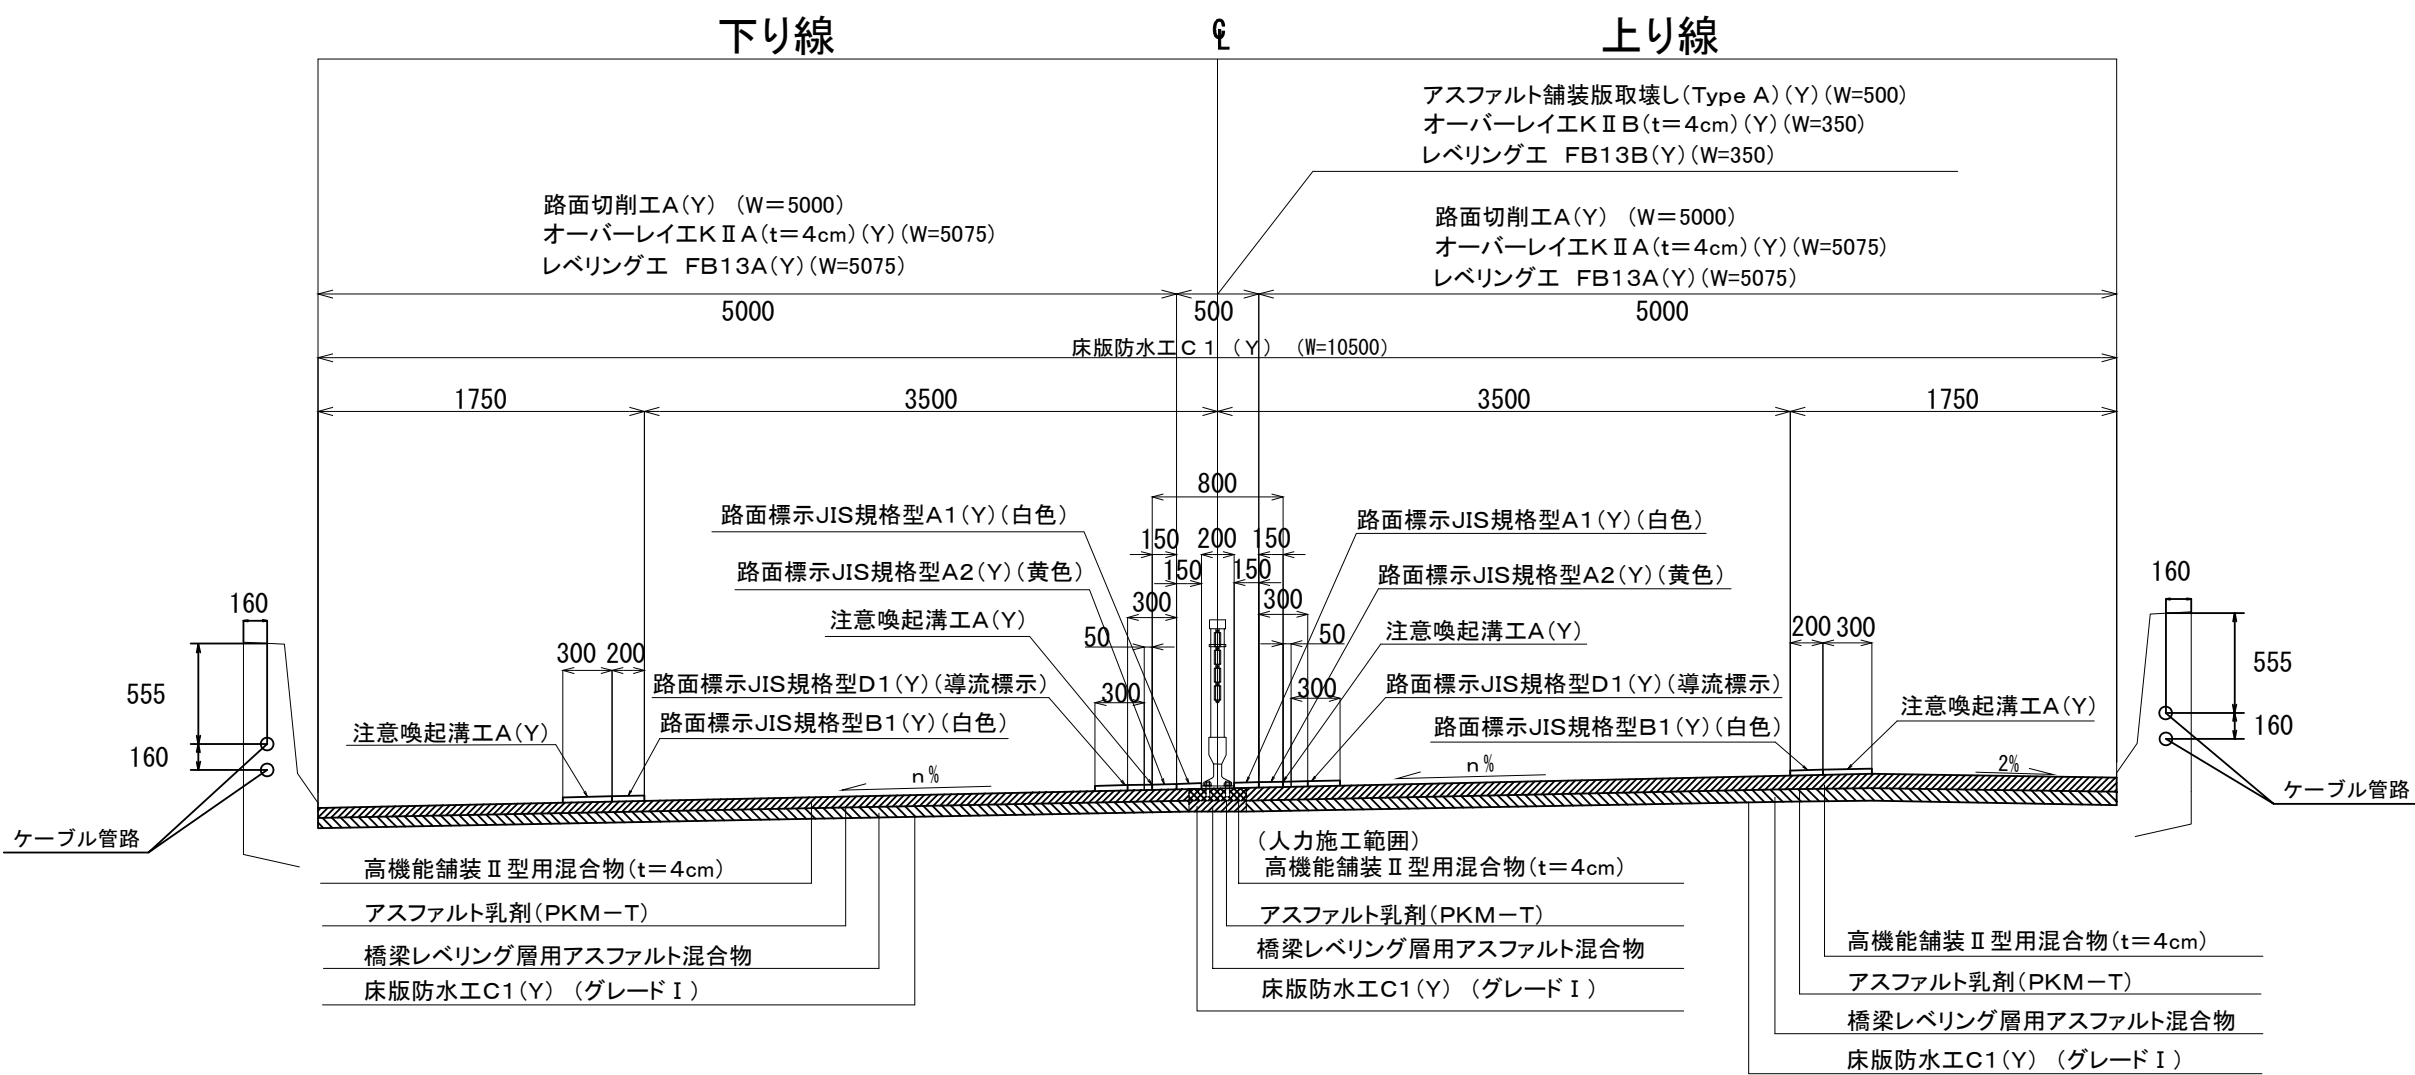 下り線
℄
上り線
アスファルト舗装版取壊し(Type A)(Y)(W=500)
オーバーレイ工KⅡB(t=4cm)(Y)(W=350)
レベリング工 FB13B(Y)(W=350)
路面切削工A(Y) (W=5000)
オーバーレイ工KⅡA(t=4cm)(Y)(W=5075)
レベリング工 FB13A(Y)(W=5075)
路面切削工A(Y) (W=5000)
オーバーレイ工KⅡA(t=4cm)(Y)(W=5075)
レベリング工 FB13A(Y)(W=5075)
5000
500
5000
床版防水工C1 (Y) (W=10500)
1750
3500
3500
1750
800
路面標示JIS規格型A1(Y)(白色)
路面標示JIS規格型A1(Y)(白色)
150
200
150
路面標示JIS規格型A2(Y)(黄色)
150
150
路面標示JIS規格型A2(Y)(黄色)
160
160
300
300
注意喚起溝工A(Y)
50
50
注意喚起溝工A(Y)
200
300
300
200
555
555
路面標示JIS規格型D1(Y)(導流標示)
300
300
路面標示JIS規格型D1(Y)(導流標示)
注意喚起溝工A(Y)
路面標示JIS規格型B1(Y)(白色)
路面標示JIS規格型B1(Y)(白色)
注意喚起溝工A(Y)
160
160
n%
n%
2%
ケーブル管路
ケーブル管路
高機能舗装Ⅱ型用混合物(t=4cm)
アスファルト乳剤(PKM-T)
橋梁レベリング層用アスファルト混合物
床版防水工C1(Y) (グレードⅠ)
(人力施工範囲)
高機能舗装Ⅱ型用混合物(t=4cm)
アスファルト乳剤(PKM-T)
橋梁レベリング層用アスファルト混合物
床版防水工C1(Y) (グレードⅠ)
高機能舗装Ⅱ型用混合物(t=4cm)
アスファルト乳剤(PKM-T)
橋梁レベリング層用アスファルト混合物
床版防水工C1(Y) (グレードⅠ)